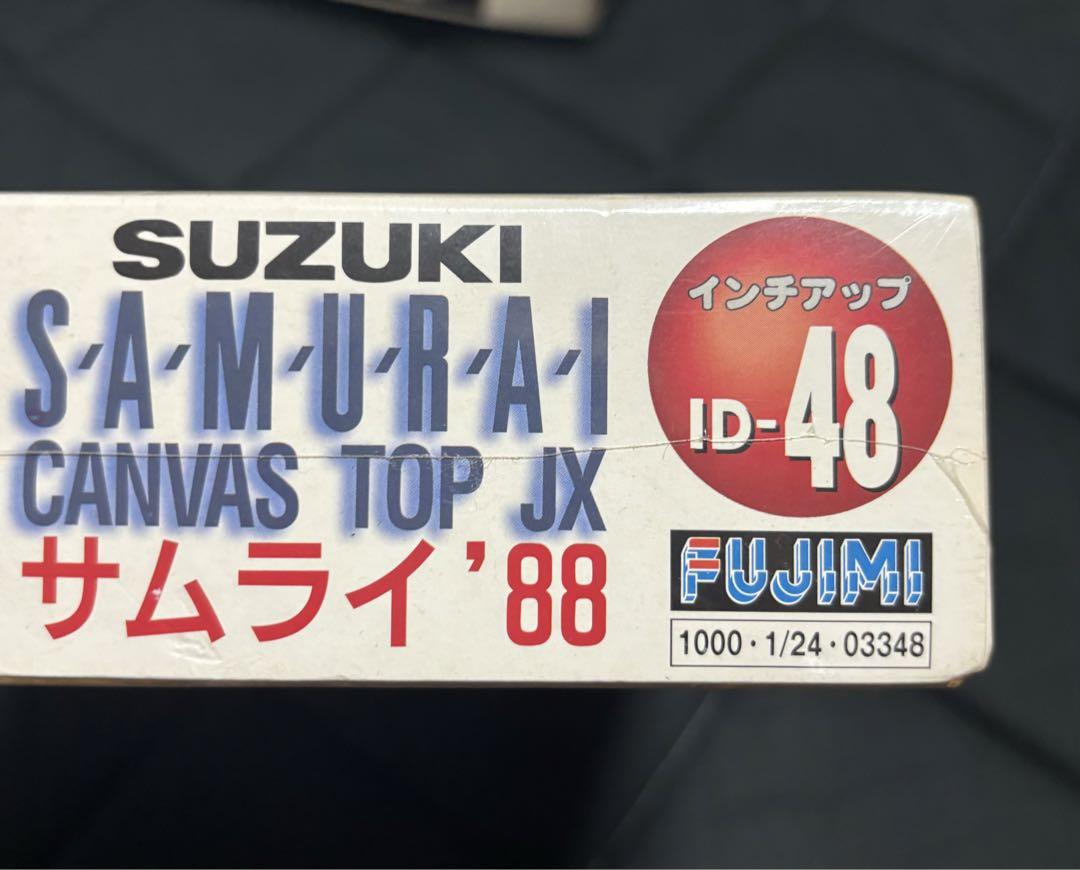 SUZUKI
S・A・M・U・R・A・I
CANVAS TOP JX
サムライ '88
インチアップ
ID-48
FUJIMI
1000・1/24・03348